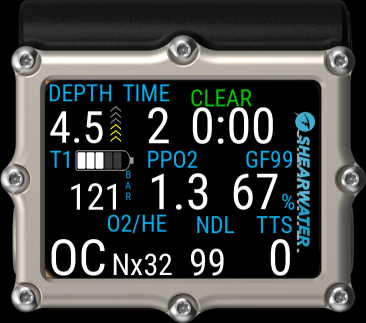 DEPTH TIME CLEAR
4.5 2 0:00
T1 PPO2 GF99
121 BAR 1.3 67%
O2/HE NDL TTS
OC Nx32 99 0
SHEARWATER